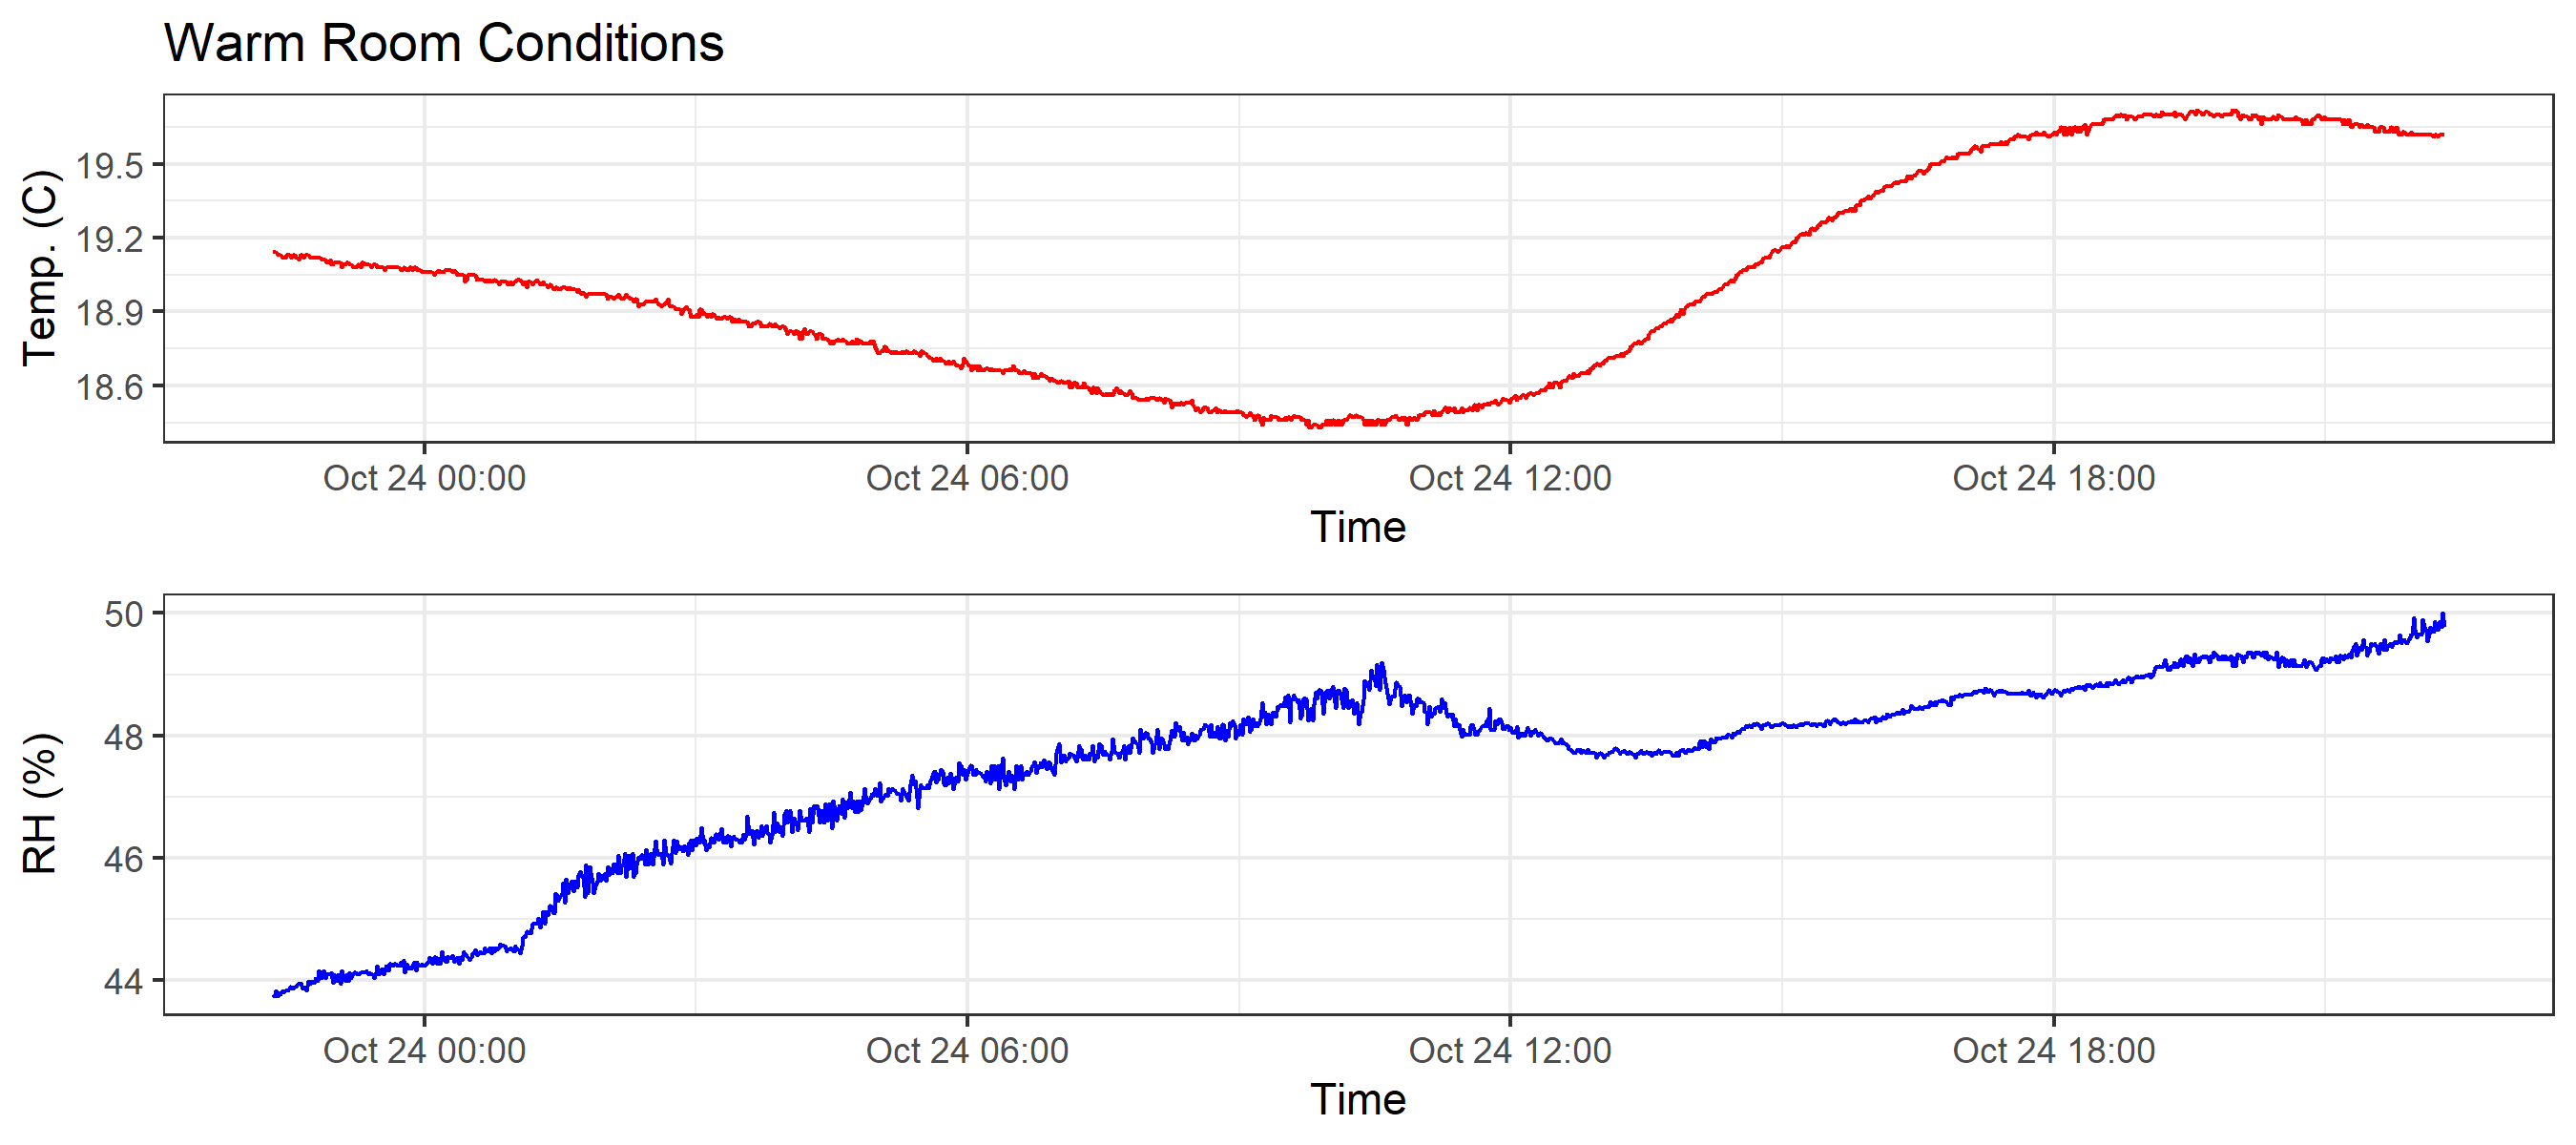 Warm Room Conditions
Temp. (C)
19.5
19.2
18.9
18.6
Oct 24 00:00 Oct 24 06:00 Oct 24 12:00 Oct 24 18:00
Time
RH (%)
50
48
46
44
Oct 24 00:00 Oct 24 06:00 Oct 24 12:00 Oct 24 18:00
Time